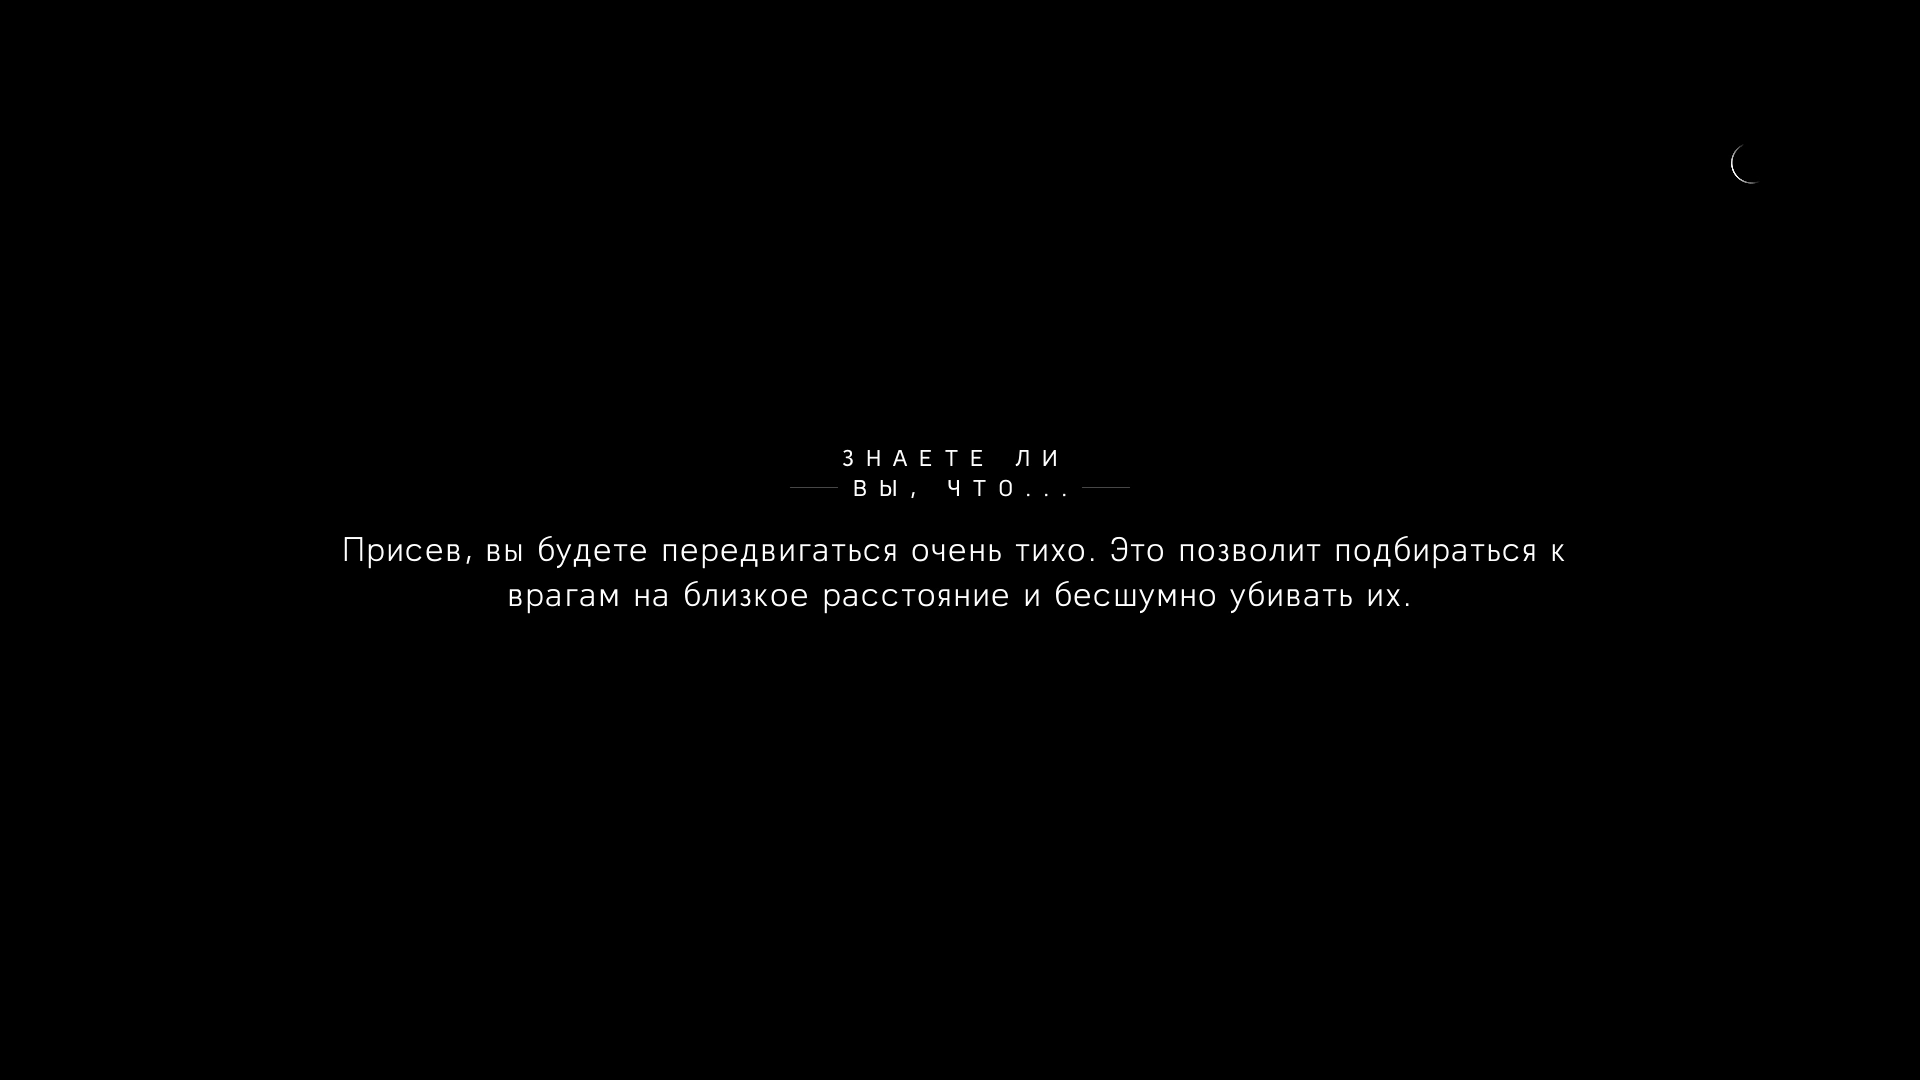 ЗНАЕТЕ ЛИ
ВЫ, ЧТО...
Присев, вы будете передвигаться очень тихо. Это позволит подбираться к
врагам на близкое расстояние и бесшумно убивать их.